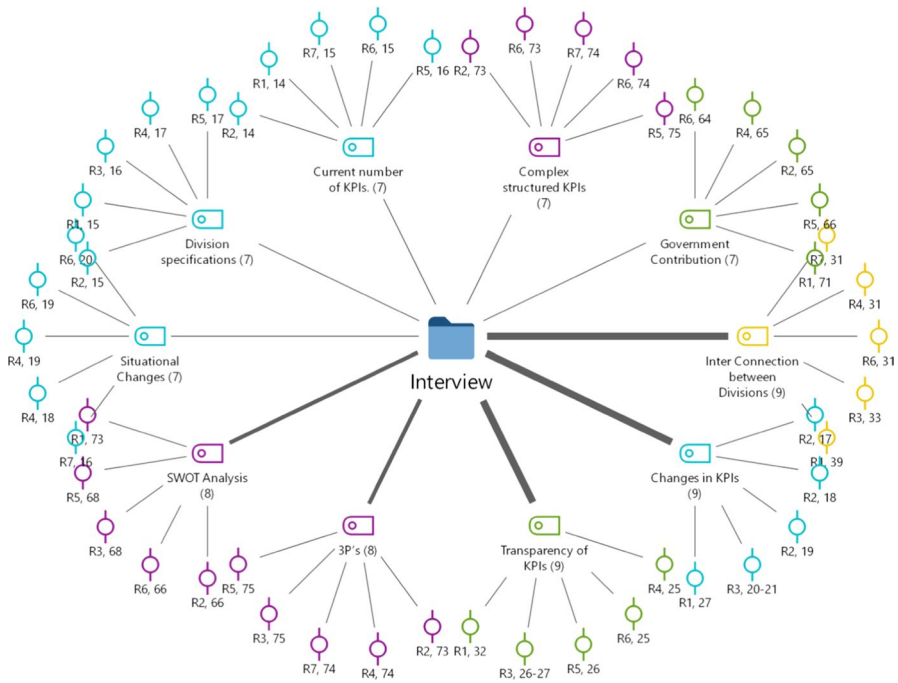 R7, 15
R6, 15
R1, 14
R5, 16
R2, 14
Current number
of KPIs. (7)
R6, 73
R7, 74
R2, 73
R6, 74
R5, 75
Complex
structured KPIs
(7)
R5, 17
R4, 17
R3, 16
R1, 15
R2, 15
Division
specifications (7)
R6, 64
R4, 65
R2, 65
R5, 66
R1, 71
Government
Contribution (7)
R6, 20
R6, 19
R4, 19
R4, 18
R7, 16
Situational
Changes (7)
Interview
R7, 31
R4, 31
R6, 31
R3, 33
R1, 39
Inter Connection
between
Divisions (9)
R1, 73
R5, 68
R3, 68
R6, 66
R2, 66
SWOT Analysis
(8)
R5, 75
R3, 75
R7, 74
R4, 74
R2, 73
3P's (8)
Transparency of
KPIs (9)
R1, 32
R3, 26-27
R5, 26
R6, 25
R4, 25
Changes in KPIs
(9)
R2, 17
R2, 18
R2, 19
R3, 20-21
R1, 27